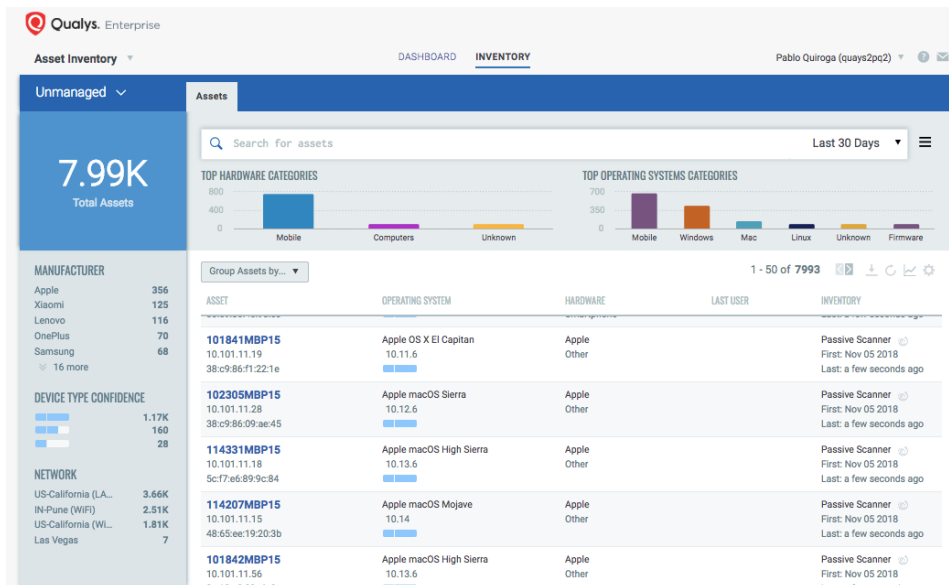 Qualys. Enterprise
Asset Inventory
DASHBOARD
INVENTORY
Pablo Quiroga (quays2pq2)
?
Unmanaged
Assets
7.99K
Total Assets
Search for assets
Last 30 Days
TOP HARDWARE CATEGORIES
800
400
0
Mobile
Computers
Unknown
TOP OPERATING SYSTEMS CATEGORIES
700
350
0
Mobile
Windows
Mac
Linux
Unknown
Firmware
MANUFACTURER
Apple 356
Xiaomi 125
Lenovo 116
OnePlus 70
Samsung 68
16 more
DEVICE TYPE CONFIDENCE
1.17K
160
28
NETWORK
US-California (LA... 3.66K
IN-Pune (WiFi) 2.51K
US-California (Wi... 1.81K
Las Vegas 7
Group Assets by...
1 - 50 of 7993
ASSET OPERATING SYSTEM HARDWARE LAST USER INVENTORY
101841MBP15 Apple OS X El Capitan Apple Passive Scanner
10.101.11.19 10.11.6 Other First: Nov 05 2018
38:c9:86:f1:22:1e Last: a few seconds ago
102305MBP15 Apple macOS Sierra Apple Passive Scanner
10.101.11.28 10.12.6 Other First: Nov 05 2018
38:c9:86:09:ae:45 Last: a few seconds ago
114331MBP15 Apple macOS High Sierra Apple Passive Scanner
10.101.11.18 10.13.6 Other First: Nov 05 2018
5c:f7:e6:89:9c:84 Last: a few seconds ago
114207MBP15 Apple macOS Mojave Apple Passive Scanner
10.101.11.15 10.14 Other First: Nov 05 2018
48:65:ee:19:20:3b Last: a few seconds ago
101842MBP15 Apple macOS High Sierra Apple Passive Scanner
10.101.11.56 10.13.6 Other First: Nov 05 2018